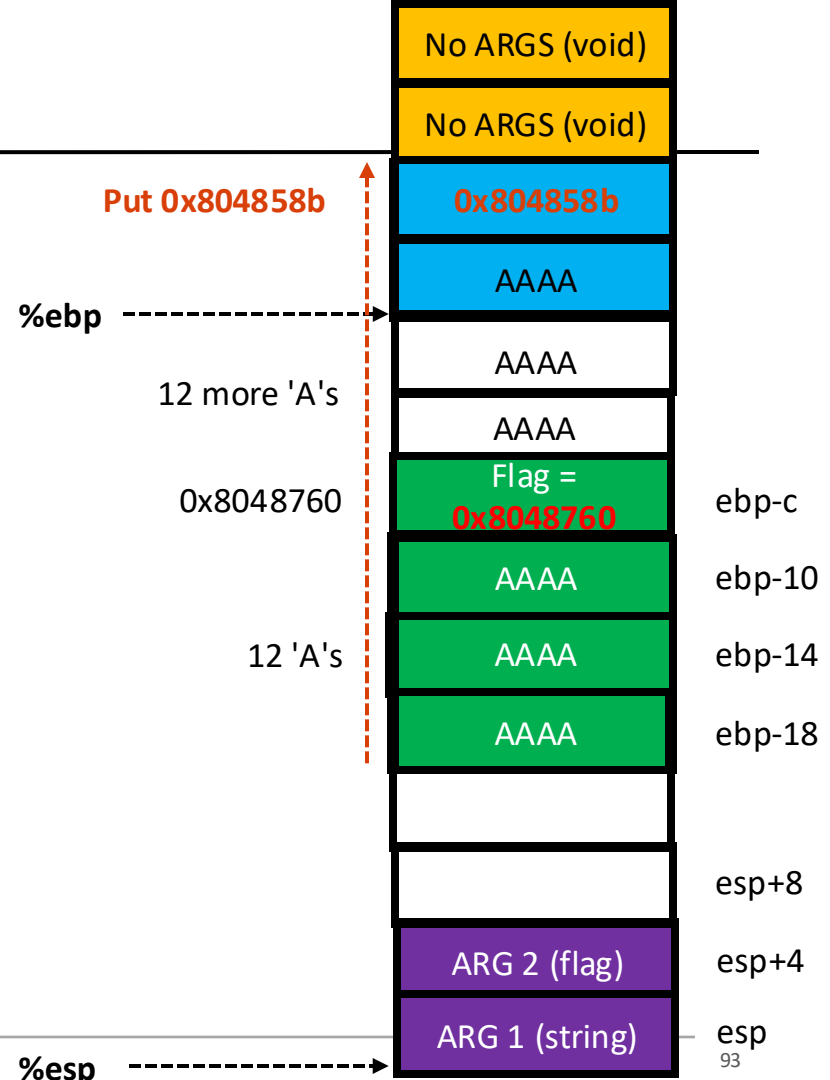 No ARGS (void)
No ARGS (void)
Put 0x804858b
0x804858b
AAAA
%ebp
AAAA
12 more 'A's
AAAA
Flag =
0x8048760
0x8048760
ebp-c
AAAA
ebp-10
12 'A's
AAAA
ebp-14
AAAA
ebp-18
esp+8
ARG 2 (flag)
esp+4
ARG 1 (string)
esp
93
%esp